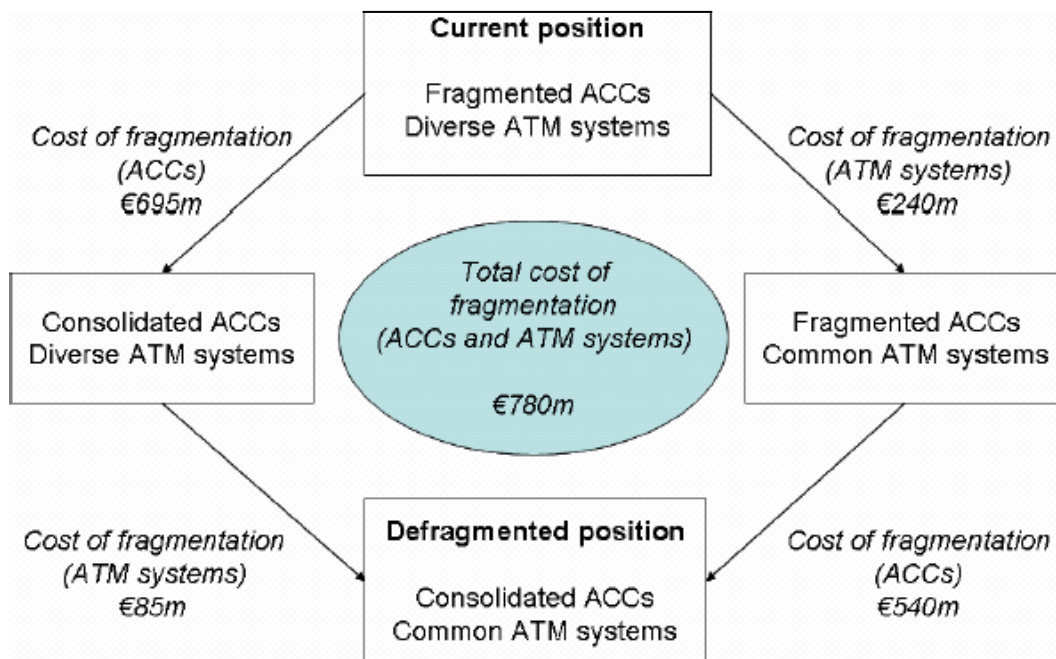 Current position
Fragmented ACCs
Diverse ATM systems
Cost of fragmentation
(ACCs)
€695m
Cost of fragmentation
(ATM systems)
€240m
Total cost of
fragmentation
(ACCs and ATM systems)
€780m
Consolidated ACCs
Diverse ATM systems
Fragmented ACCs
Common ATM systems
Cost of fragmentation
(ATM systems)
€85m
Defragmented position
Consolidated ACCs
Common ATM systems
Cost of fragmentation
(ACCs)
€540m